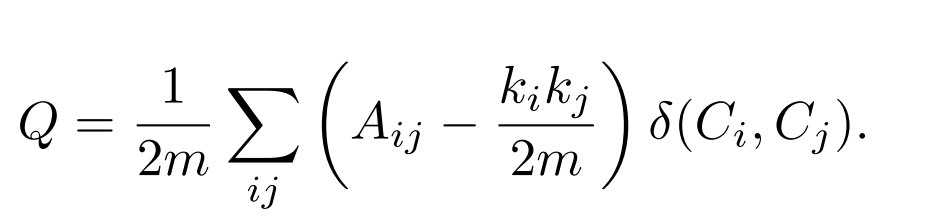 Q = \frac{1}{2m} \sum_{ij} \left( A_{ij} - \frac{k_i k_j}{2m} \right) \delta(C_i, C_j).